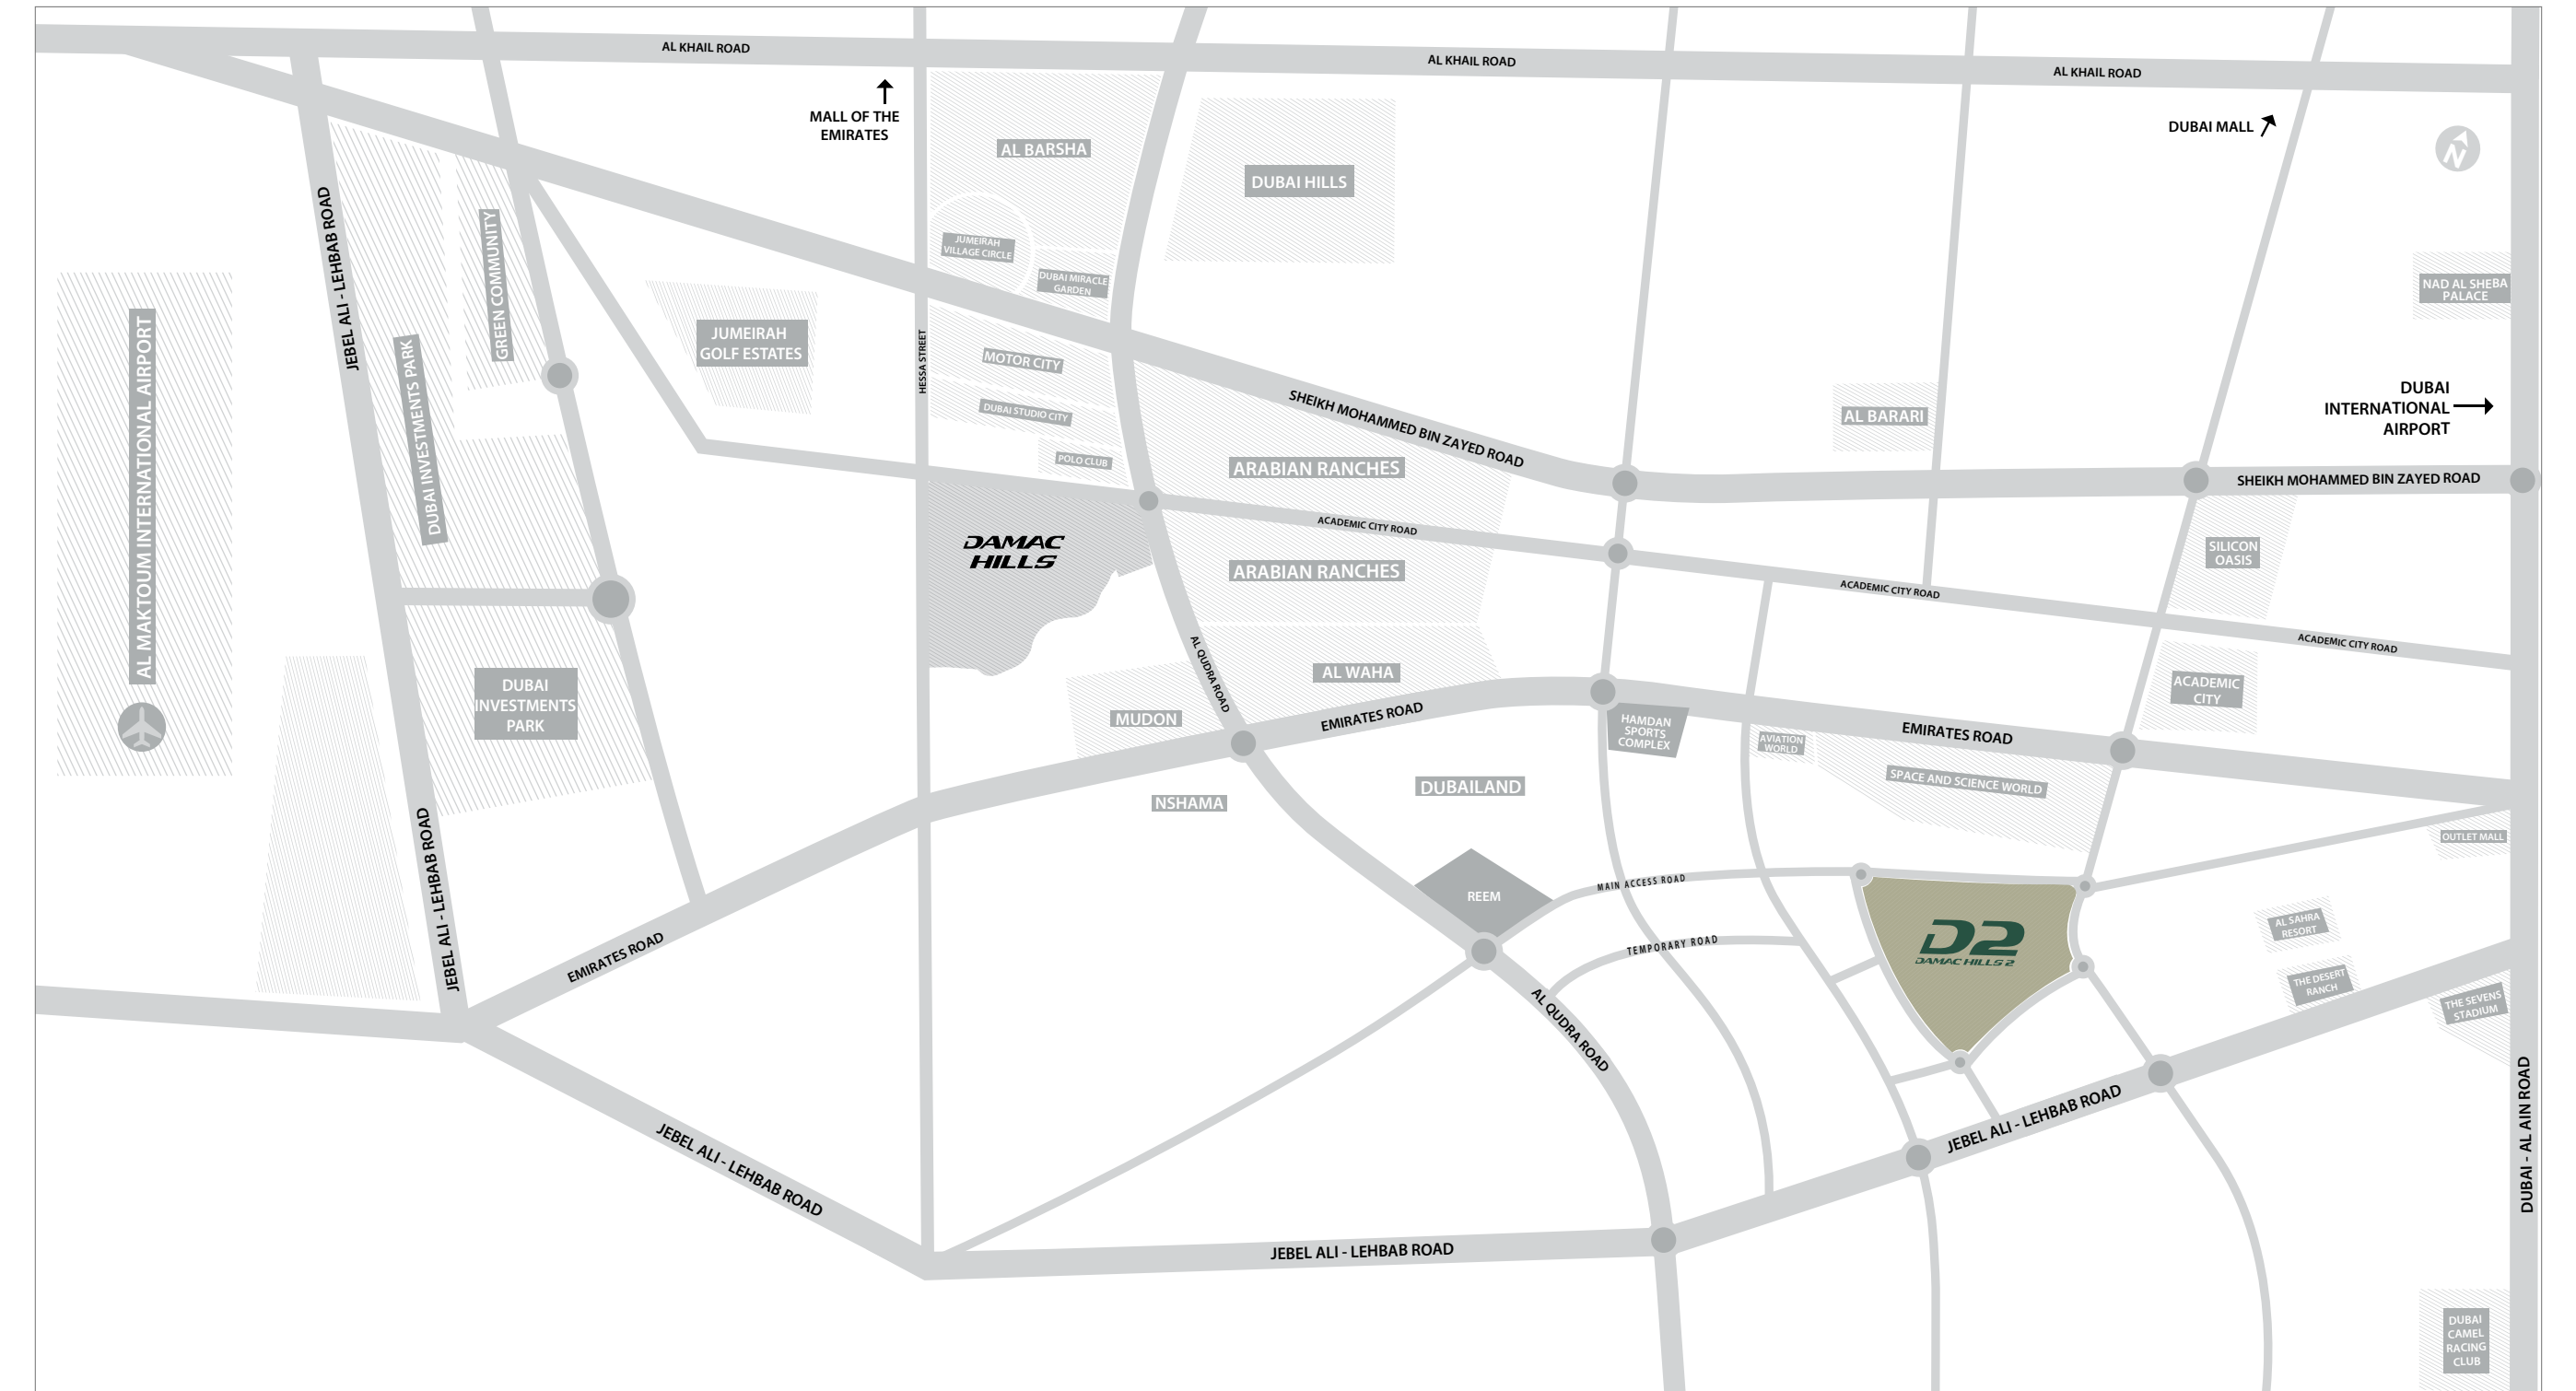 AL KHAIL ROAD
AL KHAIL ROAD
AL KHAIL ROAD
MALL OF THE
EMIRATES
DUBAI MALL
N
AL BARSHA
DUBAI HILLS
JEBEL ALI - LEHBAB ROAD
GREEN COMMUNITY
JUMEIRAH
VILLAGE CIRCLE
DUBAI MIRACLE
GARDEN
NAD AL SHEBA
PALACE
AL MAKTOUM INTERNATIONAL AIRPORT
DUBAI INVESTMENTS PARK
JUMEIRAH
GOLF ESTATES
HESSA STREET
MOTOR CITY
DUBAI STUDIO CITY
POLO CLUB
SHEIKH MOHAMMED BIN ZAYED ROAD
AL BARARI
DUBAI
INTERNATIONAL
AIRPORT
ARABIAN RANCHES
SHEIKH MOHAMMED BIN ZAYED ROAD
ACADEMIC CITY ROAD
DAMAC
HILLS
ARABIAN RANCHES
SILICON
OASIS
ACADEMIC CITY ROAD
ACADEMIC CITY ROAD
AL QUDRA ROAD
AL WAHA
DUBAI
INVESTMENTS
PARK
MUDON
EMIRATES ROAD
HAMDAN
SPORTS
COMPLEX
AVIATION
WORLD
EMIRATES ROAD
ACADEMIC
CITY
SPACE AND SCIENCE WORLD
NSHAMA
DUBAILAND
OUTLET MALL
JEBEL ALI - LEHBAB ROAD
REEM
MAIN ACCESS ROAD
TEMPORARY ROAD
D2
DAMAC HILLS 2
AL SAHRA
RESORT
THE DESERT
RANCH
THE SEVENS
STADIUM
EMIRATES ROAD
AL QUDRA ROAD
JEBEL ALI - LEHBAB ROAD
JEBEL ALI - LEHBAB ROAD
JEBEL ALI - LEHBAB ROAD
DUBAI - AL AIN ROAD
DUBAI
CAMEL
RACING
CLUB